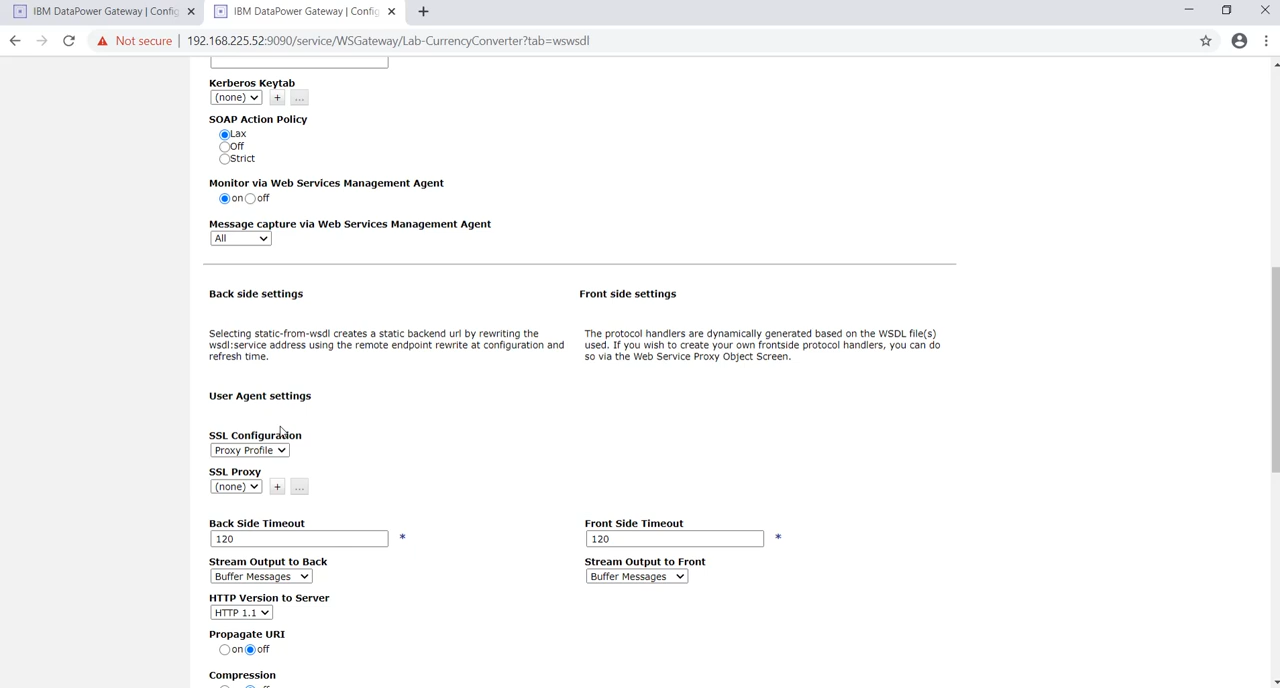 IBM DataPower Gateway | Config
IBM DataPower Gateway | Config
Not secure | 192.168.225.52:9090/service/WSGateway/Lab-CurrencyConverter?tab=wswsdl
Kerberos Keytab
(none) + ...
SOAP Action Policy
Lax
Off
Strict
Monitor via Web Services Management Agent
on off
Message capture via Web Services Management Agent
All
Back side settings
Front side settings
Selecting static-from-wsdl creates a static backend url by rewriting the
wsdl:service address using the remote endpoint rewrite at configuration and
refresh time.
The protocol handlers are dynamically generated based on the WSDL file(s)
used. If you wish to create your own frontside protocol handlers, you can do
so via the Web Service Proxy Object Screen.
User Agent settings
SSL Configuration
Proxy Profile
SSL Proxy
(none) + ...
Back Side Timeout
120 *
Front Side Timeout
120 *
Stream Output to Back
Buffer Messages
Stream Output to Front
Buffer Messages
HTTP Version to Server
HTTP 1.1
Propagate URI
on off
Compression